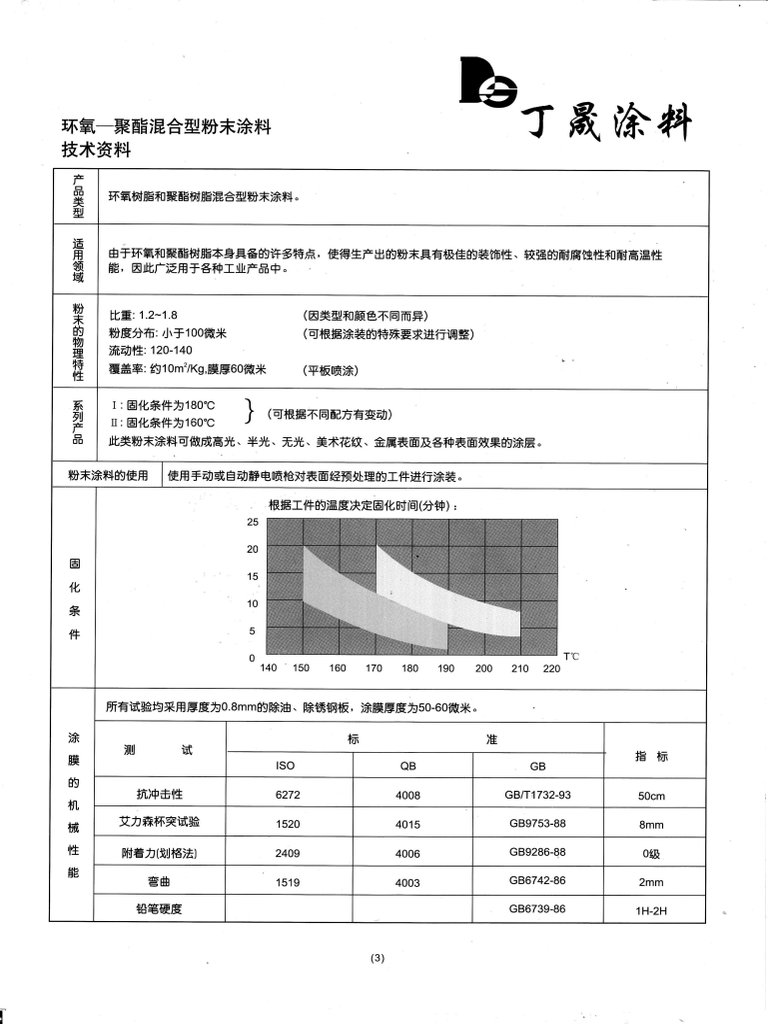 DS
丁晟涂料
环氧—聚酯混合型粉末涂料
技术资料
产品类型
环氧树脂和聚酯树脂混合型粉末涂料。
适用领域
由于环氧和聚酯树脂本身具备的许多特点，使得生产出的粉末具有极佳的装饰性、较强的耐腐蚀性和耐高温性
能，因此广泛用于各种工业产品中。
粉末的物理特性
比重: 1.2~1.8 （因类型和颜色不同而异）
粉度分布: 小于100微米 （可根据涂装的特殊要求进行调整）
流动性: 120-140
覆盖率: 约10m²/Kg,膜厚60微米 （平板喷涂）
系列产品
Ⅰ: 固化条件为180℃
Ⅱ: 固化条件为160℃
（可根据不同配方有变动）
此类粉末涂料可做成高光、半光、无光、美术花纹、金属表面及各种表面效果的涂层。
粉末涂料的使用 使用手动或自动静电喷枪对表面经预处理的工件进行涂装。
固化条件
根据工件的温度决定固化时间(分钟)：
25
20
15
10
5
0
140 150 160 170 180 190 200 210 220
T℃
涂膜的机械性能
所有试验均采用厚度为0.8mm的除油、除锈钢板，涂膜厚度为50-60微米。
测 试 标 准 指 标
ISO QB GB
抗冲击性 6272 4008 GB/T1732-93 50cm
艾力森杯突试验 1520 4015 GB9753-88 8mm
附着力(划格法) 2409 4006 GB9286-88 0级
弯曲 1519 4003 GB6742-86 2mm
铅笔硬度 GB6739-86 1H-2H
(3)